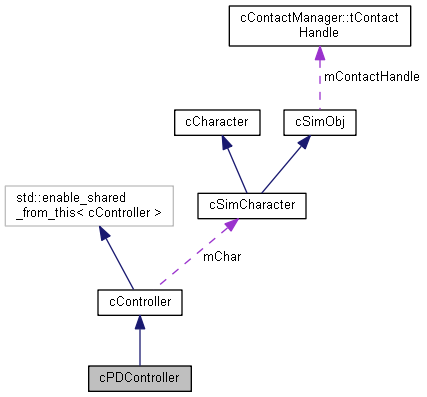 cContactManager::tContact
Handle
mContactHandle
cCharacter
cSimObj
std::enable_shared
_from_this< cController >
cSimCharacter
mChar
cController
cPDController